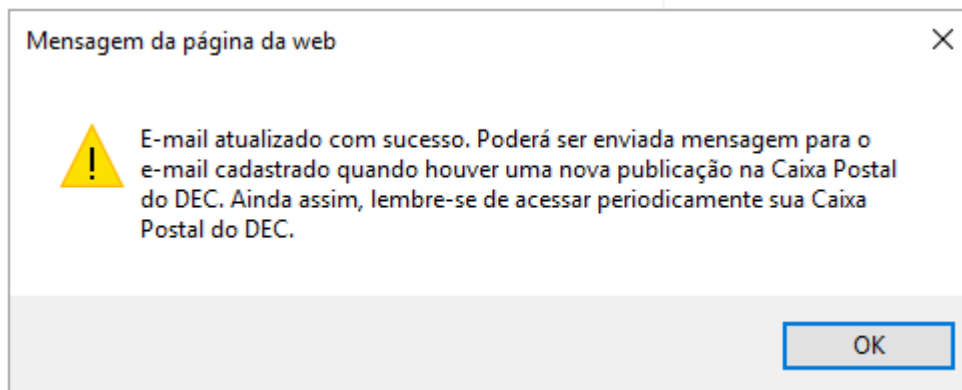 Mensagem da página da web
E-mail atualizado com sucesso. Poderá ser enviada mensagem para o
e-mail cadastrado quando houver uma nova publicação na Caixa Postal
do DEC. Ainda assim, lembre-se de acessar periodicamente sua Caixa
Postal do DEC.
OK